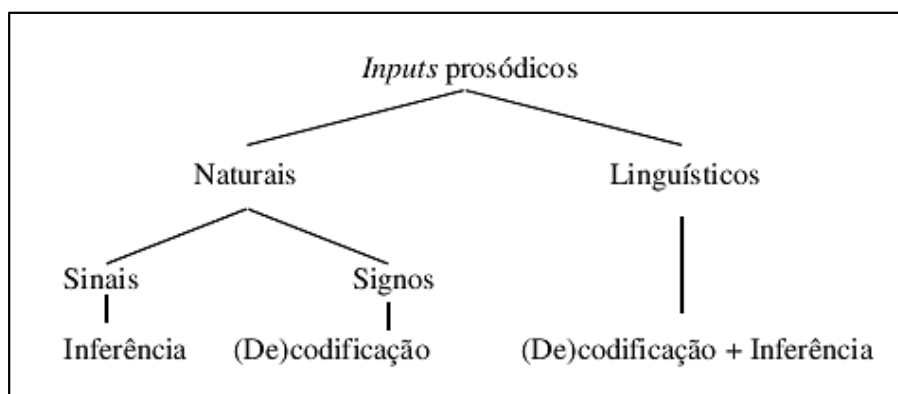 Inputs prosódicos
Naturais Linguísticos
Sinais Signos
Inferência (De)codificação (De)codificação + Inferência